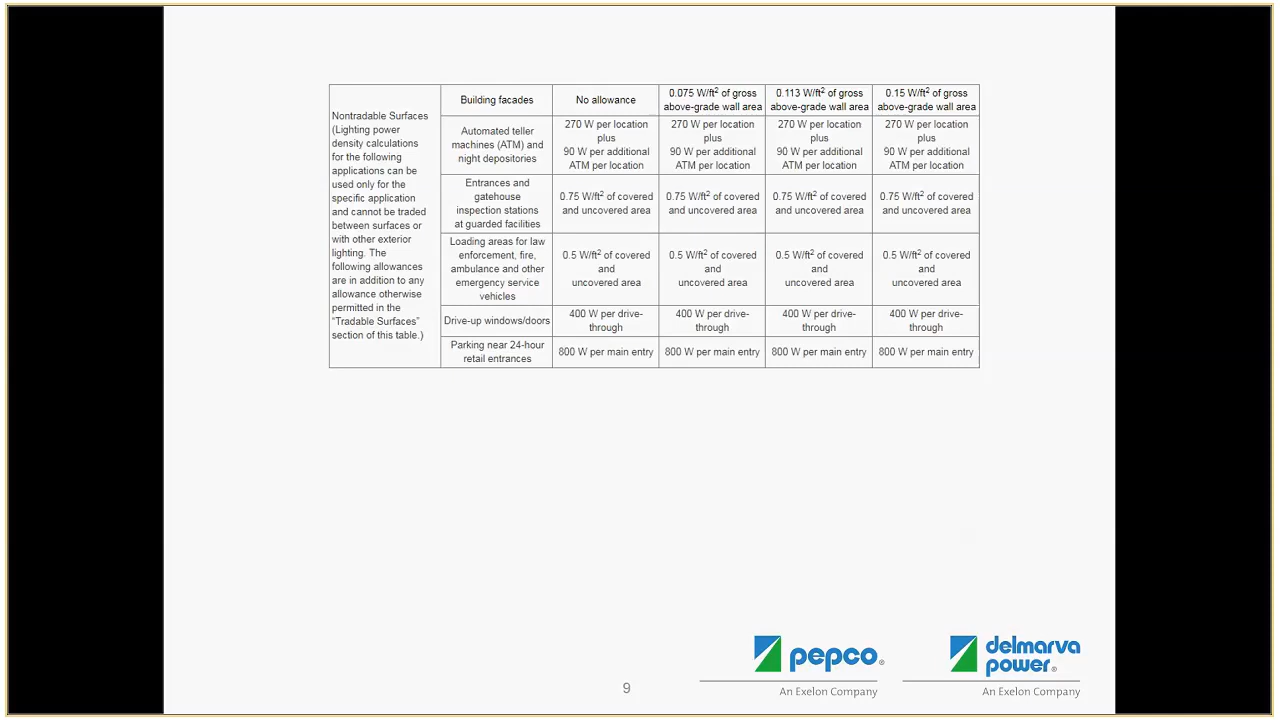 Nontradable Surfaces
(Lighting power
density calculations
for the following
applications can be
used only for the
specific application
and cannot be traded
between surfaces or
with other exterior
lighting. The
following allowances
are in addition to any
allowance otherwise
permitted in the
“Tradable Surfaces”
section of this table.)
Building facades
No allowance
0.075 W/ft2 of gross
above-grade wall area
0.113 W/ft2 of gross
above-grade wall area
0.15 W/ft2 of gross
above-grade wall area
Automated teller
machines (ATM) and
night depositories
270 W per location
plus
90 W per additional
ATM per location
270 W per location
plus
90 W per additional
ATM per location
270 W per location
plus
90 W per additional
ATM per location
270 W per location
plus
90 W per additional
ATM per location
Entrances and
gatehouse
inspection stations
at guarded facilities
0.75 W/ft2 of covered
and uncovered area
0.75 W/ft2 of covered
and uncovered area
0.75 W/ft2 of covered
and uncovered area
0.75 W/ft2 of covered
and uncovered area
Loading areas for law
enforcement, fire,
ambulance and other
emergency service
vehicles
0.5 W/ft2 of covered
and
uncovered area
0.5 W/ft2 of covered
and
uncovered area
0.5 W/ft2 of covered
and
uncovered area
0.5 W/ft2 of covered
and
uncovered area
Drive-up windows/doors
400 W per drive-
through
400 W per drive-
through
400 W per drive-
through
400 W per drive-
through
Parking near 24-hour
retail entrances
800 W per main entry
800 W per main entry
800 W per main entry
800 W per main entry
pepco®
An Exelon Company
delmarva
power®
An Exelon Company
9